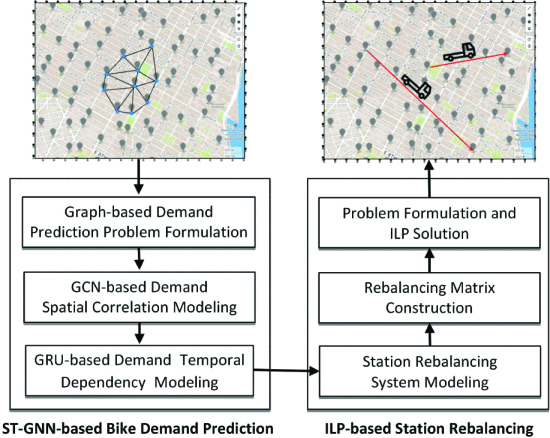 Graph-based Demand
Prediction Problem Formulation
GCN-based Demand
Spatial Correlation Modeling
GRU-based Demand Temporal
Dependency Modeling
ST-GNN-based Bike Demand Prediction
Problem Formulation and
ILP Solution
Rebalancing Matrix
Construction
Station Rebalancing
System Modeling
ILP-based Station Rebalancing